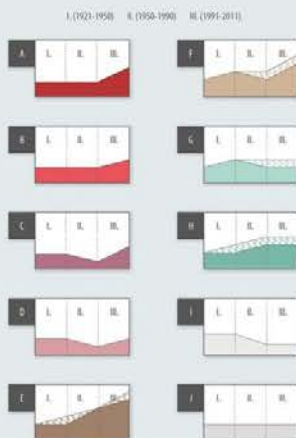 I. (1921-1950) II. (1950-1990) III. (1991-2011)
A I. II. III.
F I. II. III.
B I. II. III.
G I. II. III.
C I. II. III.
H I. II. III.
D I. II. III.
I I. II. III.
E I. II. III.
J I. II. III.